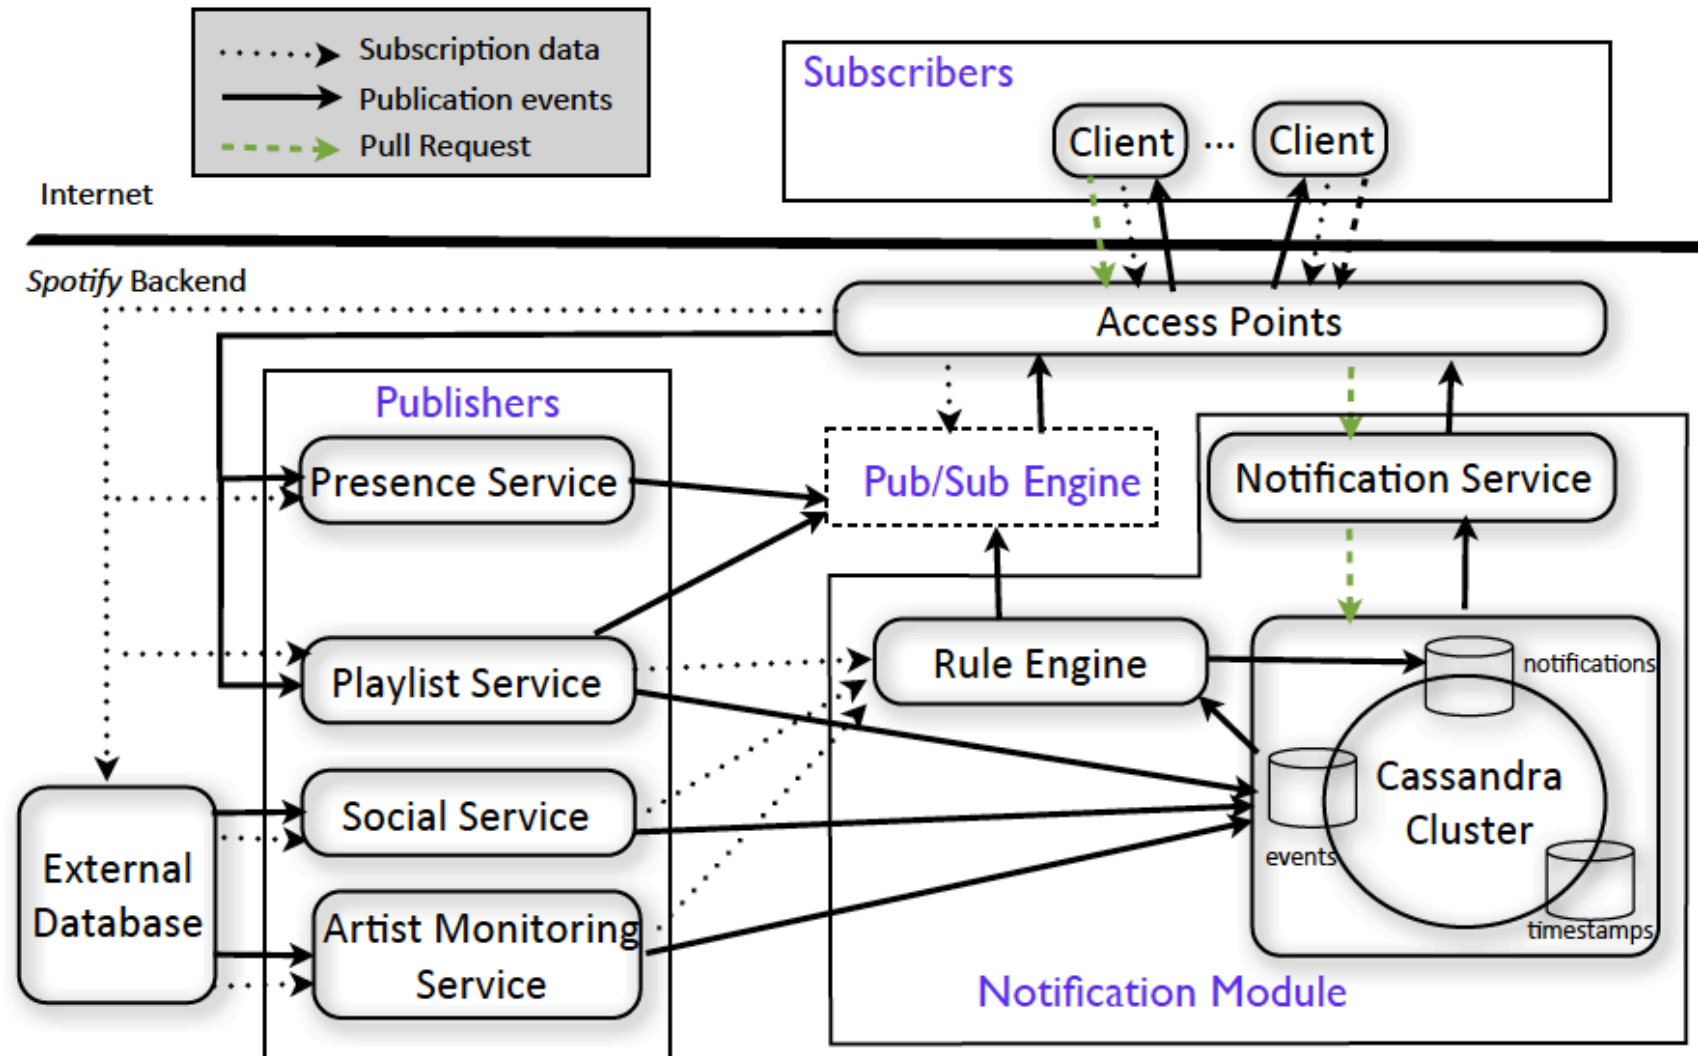 Subscription data
Publication events
Pull Request
Subscribers
Client ... Client
Internet
Spotify Backend
Access Points
Publishers
Presence Service
Pub/Sub Engine
Notification Service
Playlist Service
Rule Engine
notifications
Social Service
Cassandra
Cluster
events
External
Database
Artist Monitoring
Service
timestamps
Notification Module